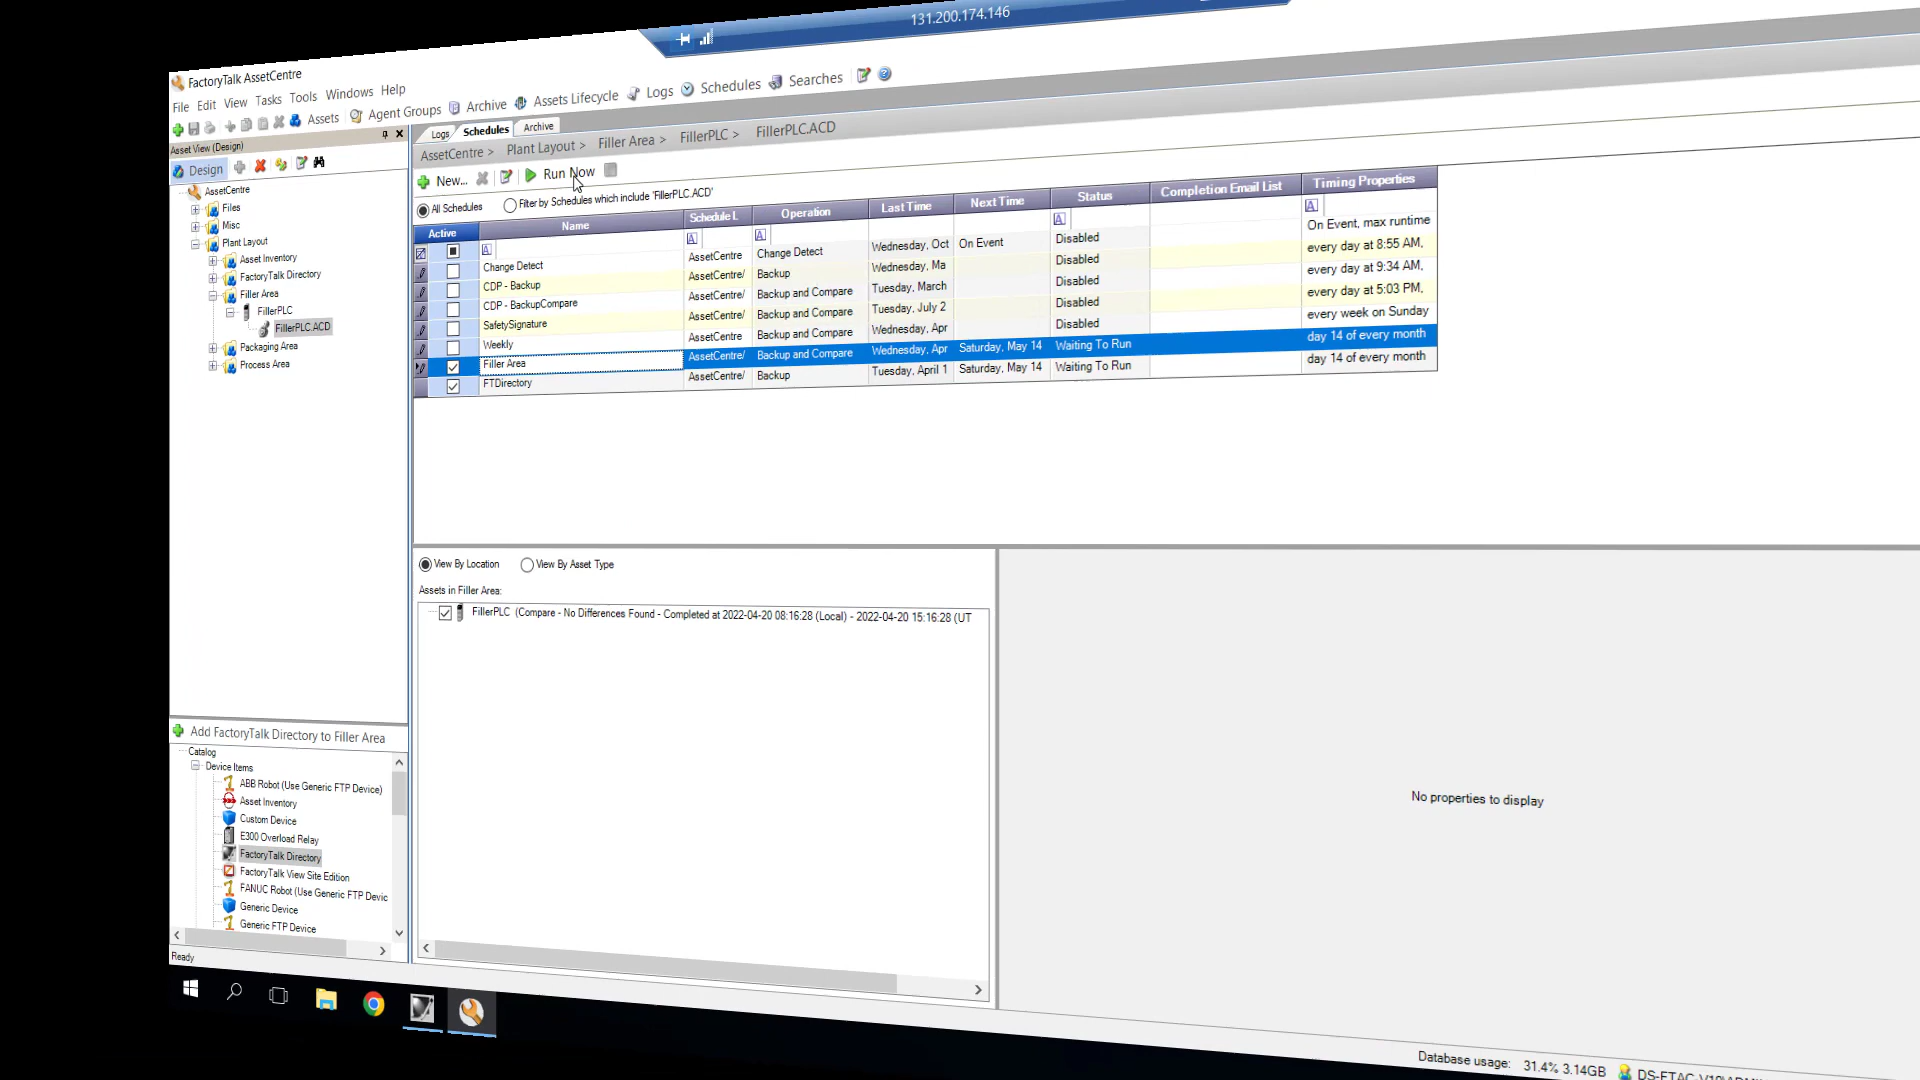 131.200.174.146
FactoryTalk AssetCentre
File Edit View Tasks Tools Windows Help
Assets Agent Groups Archive Assets Lifecycle Logs Schedules Searches
Asset View (Design)
Design
AssetCentre
Files
Misc
Plant Layout
Asset Inventory
FactoryTalk Directory
Filler Area
FillerPLC
FillerPLC.ACD
Packaging Area
Process Area
Add FactoryTalk Directory to Filler Area
Catalog
Device Items
ABB Robot (Use Generic FTP Device)
Asset Inventory
Custom Device
E300 Overload Relay
FactoryTalk Directory
FactoryTalk View Site Edition
FANUC Robot (Use Generic FTP Devic
Generic Device
Generic FTP Device
Ready
Logs Schedules Archive
AssetCentre > Plant Layout > Filler Area > FillerPLC > FillerPLC.ACD
New... Run Now
All Schedules Filter by Schedules which include 'FillerPLC.ACD'
Active Name Schedule L Operation Last Time Next Time Status Completion Email List Timing Properties
Change Detect AssetCentre Change Detect Wednesday, Oct On Event Disabled On Event, max runtime
CDP - Backup AssetCentre/ Backup Wednesday, Ma Disabled every day at 8:55 AM,
CDP - BackupCompare AssetCentre/ Backup and Compare Tuesday, March Disabled every day at 9:34 AM,
SafetySignature AssetCentre/ Backup and Compare Tuesday, July 2 Disabled every day at 5:03 PM,
Weekly AssetCentre Backup and Compare Wednesday, Apr Disabled every week on Sunday
Filler Area AssetCentre/ Backup and Compare Wednesday, Apr Saturday, May 14 Waiting To Run day 14 of every month
FTDirectory AssetCentre/ Backup Tuesday, April 1 Saturday, May 14 Waiting To Run day 14 of every month
View By Location View By Asset Type
Assets in Filler Area:
FillerPLC (Compare - No Differences Found - Completed at 2022-04-20 08:16:28 (Local) - 2022-04-20 15:16:28 (UT
No properties to display
Database usage: 31.4% 3.14GB